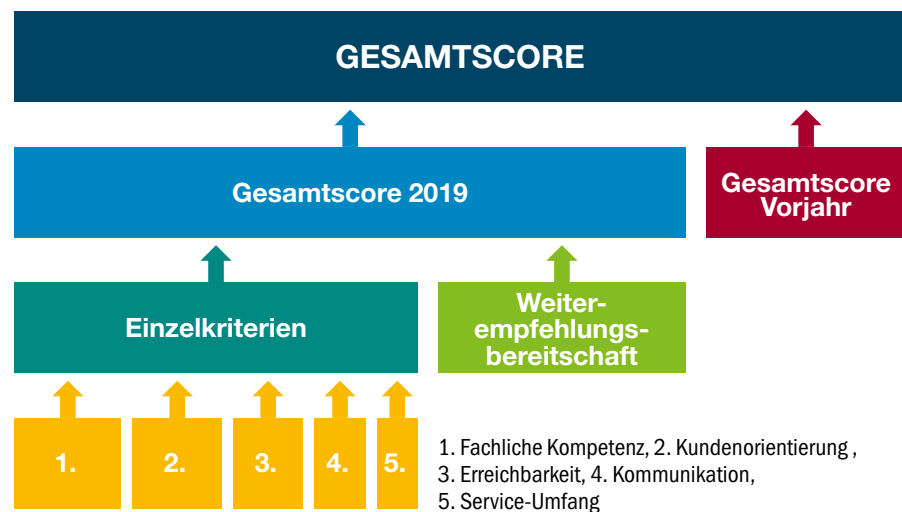 GESAMTSCORE
Gesamtscore 2019
Gesamtscore
Vorjahr
Einzelkriterien
Weiter-
empfehlungs-
bereitschaft
1.
2.
3.
4.
5.
1. Fachliche Kompetenz, 2. Kundenorientierung ,
3. Erreichbarkeit, 4. Kommunikation,
5. Service-Umfang